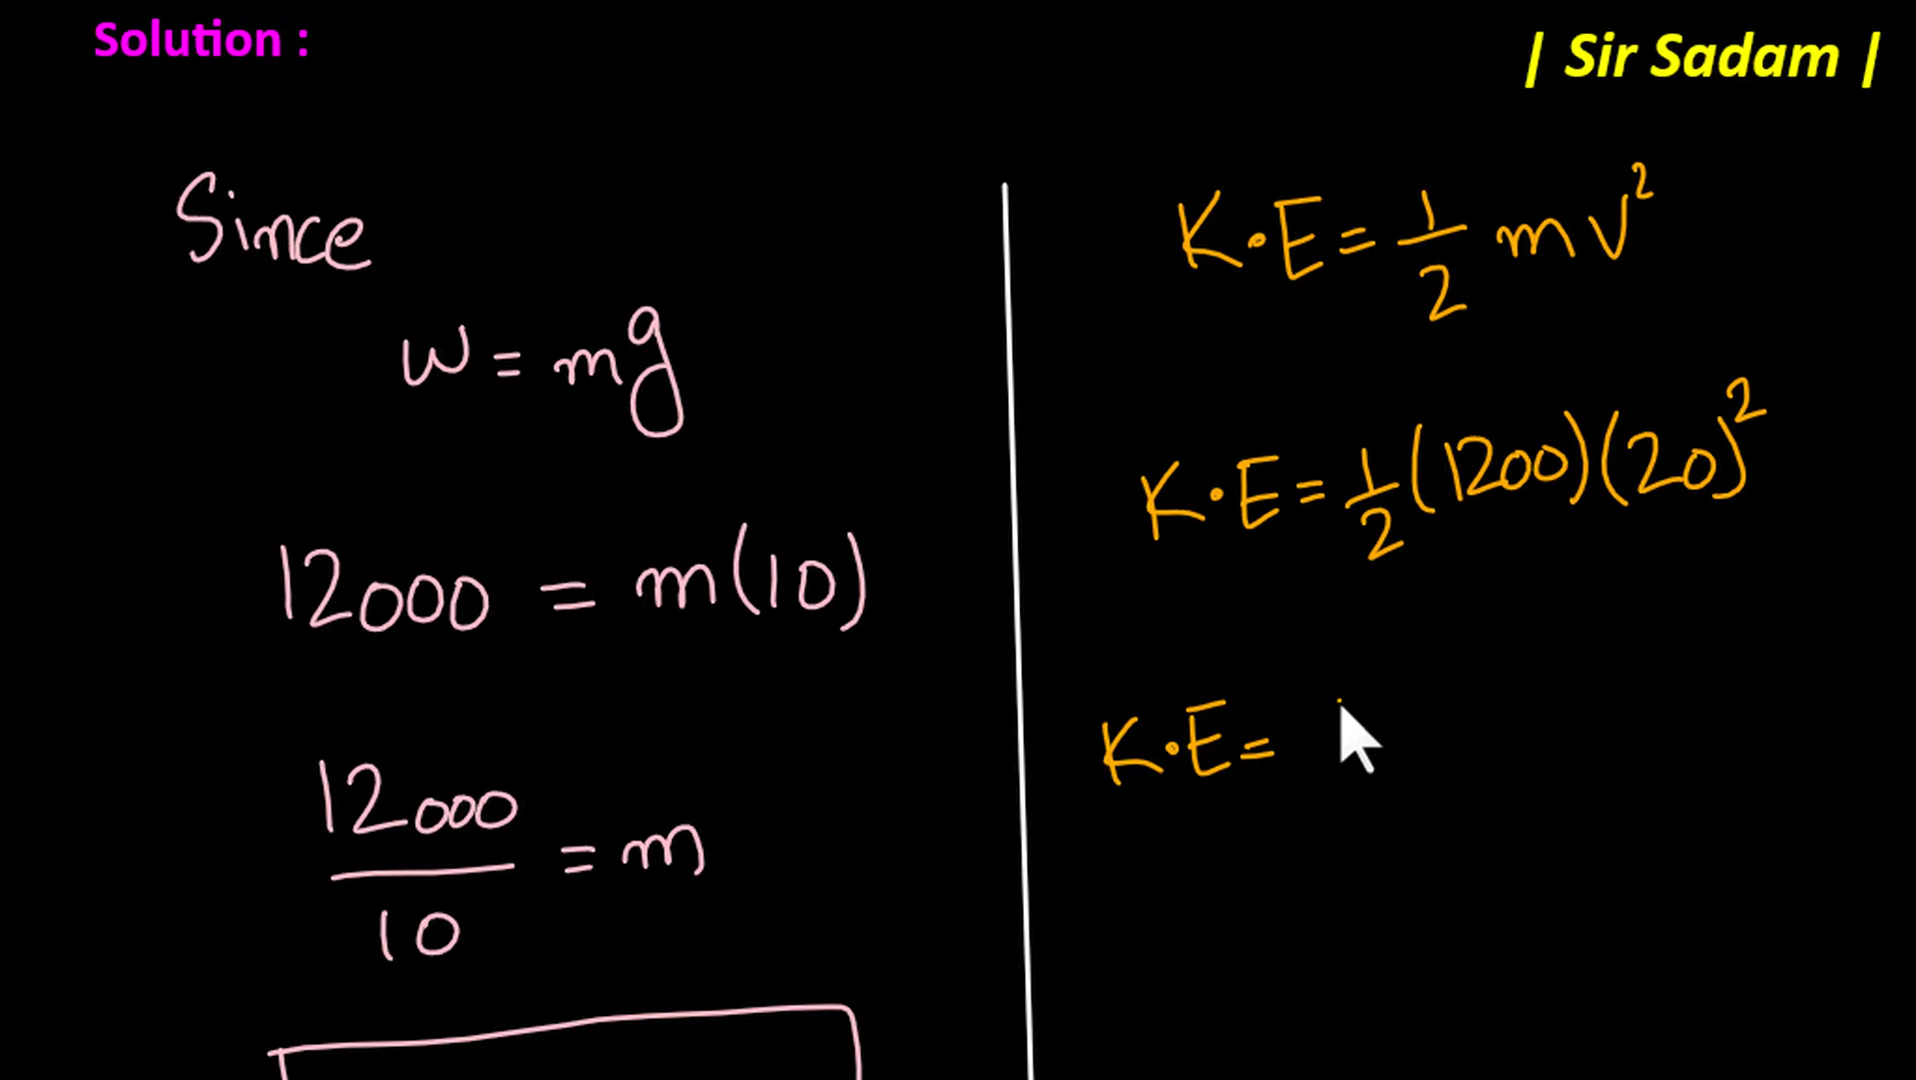 Solution :
| Sir Sadam |
Since
w = mg
12000 = m(10)
12000/10 = m
K·E = 1/2 mv²
K·E = 1/2 (1200)(20)²
K·E =